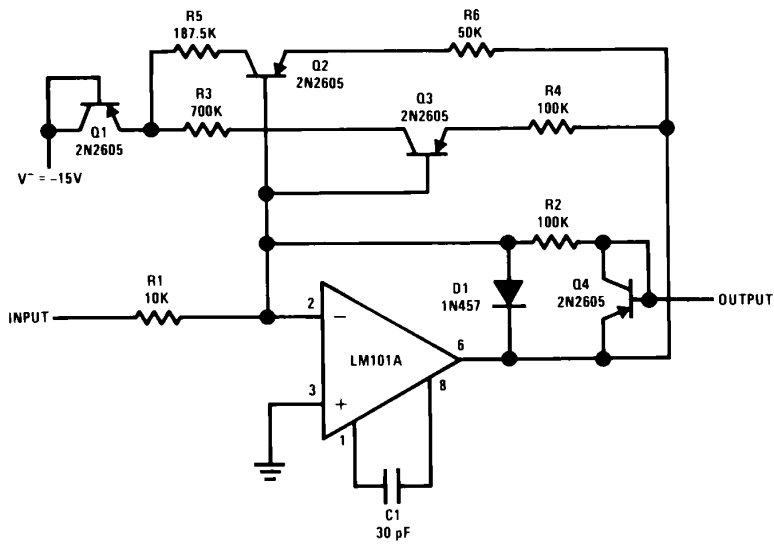 R5
187.5K
R6
50K
Q2
2N2605
R3
700K
Q3
2N2605
R4
100K
Q1
2N2605
V⁻ = −15V
R2
100K
R1
10K
D1
1N457
Q4
2N2605
INPUT
OUTPUT
2
−
LM101A
6
3
+
8
1
C1
30 pF